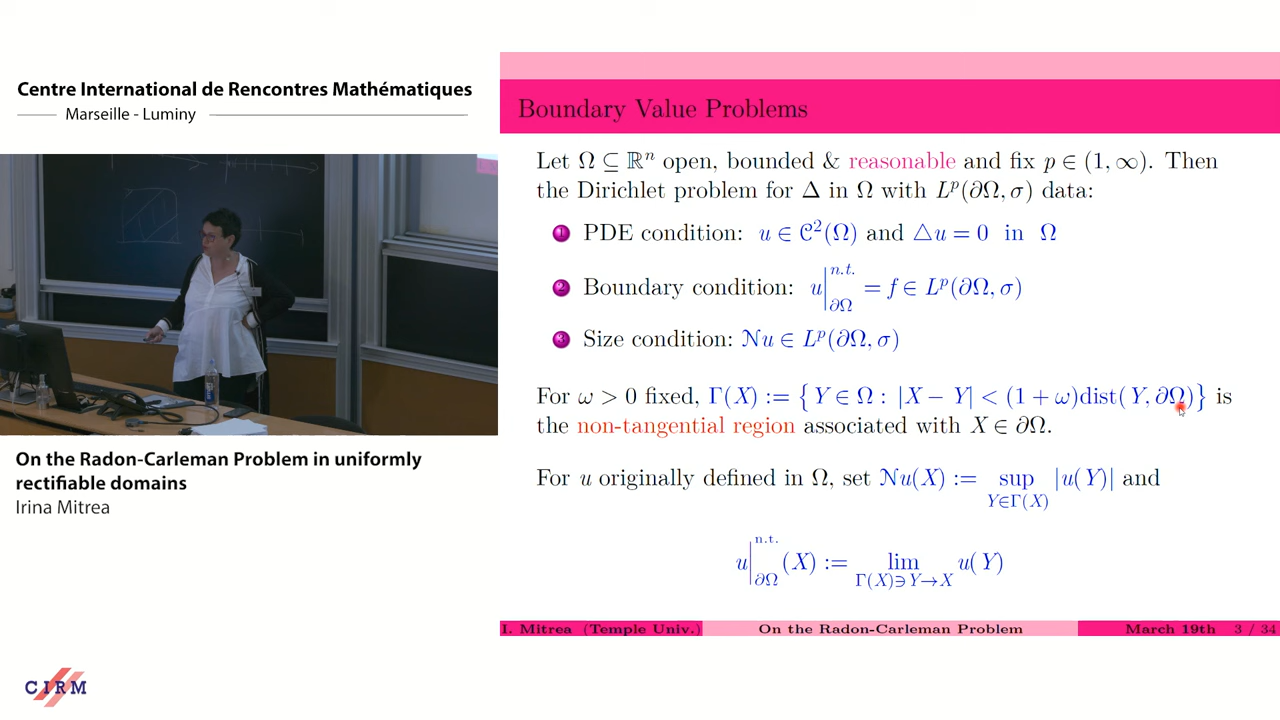 Centre International de Rencontres Mathématiques
Marseille - Luminy
On the Radon-Carleman Problem in uniformly
rectifiable domains
Irina Mitrea
CIRM
Boundary Value Problems
Let Ω ⊆ ℝⁿ open, bounded & reasonable and fix p ∈ (1, ∞). Then
the Dirichlet problem for Δ in Ω with Lᵖ(∂Ω, σ) data:
1 PDE condition: u ∈ 𝒞²(Ω) and △u = 0 in Ω
2 Boundary condition: u|^{n.t.}_{∂Ω} = f ∈ Lᵖ(∂Ω, σ)
3 Size condition: 𝒩u ∈ Lᵖ(∂Ω, σ)
For ω > 0 fixed, Γ(X) := { Y ∈ Ω : |X − Y| < (1 + ω)dist( Y, ∂Ω) } is
the non-tangential region associated with X ∈ ∂Ω.
For u originally defined in Ω, set 𝒩u(X) := sup_{Y∈Γ(X)} |u(Y)| and
u|^{n.t.}_{∂Ω} (X) := lim_{Γ(X)∋Y→X} u(Y)
I. Mitrea (Temple Univ.) On the Radon-Carleman Problem March 19th 3 / 34